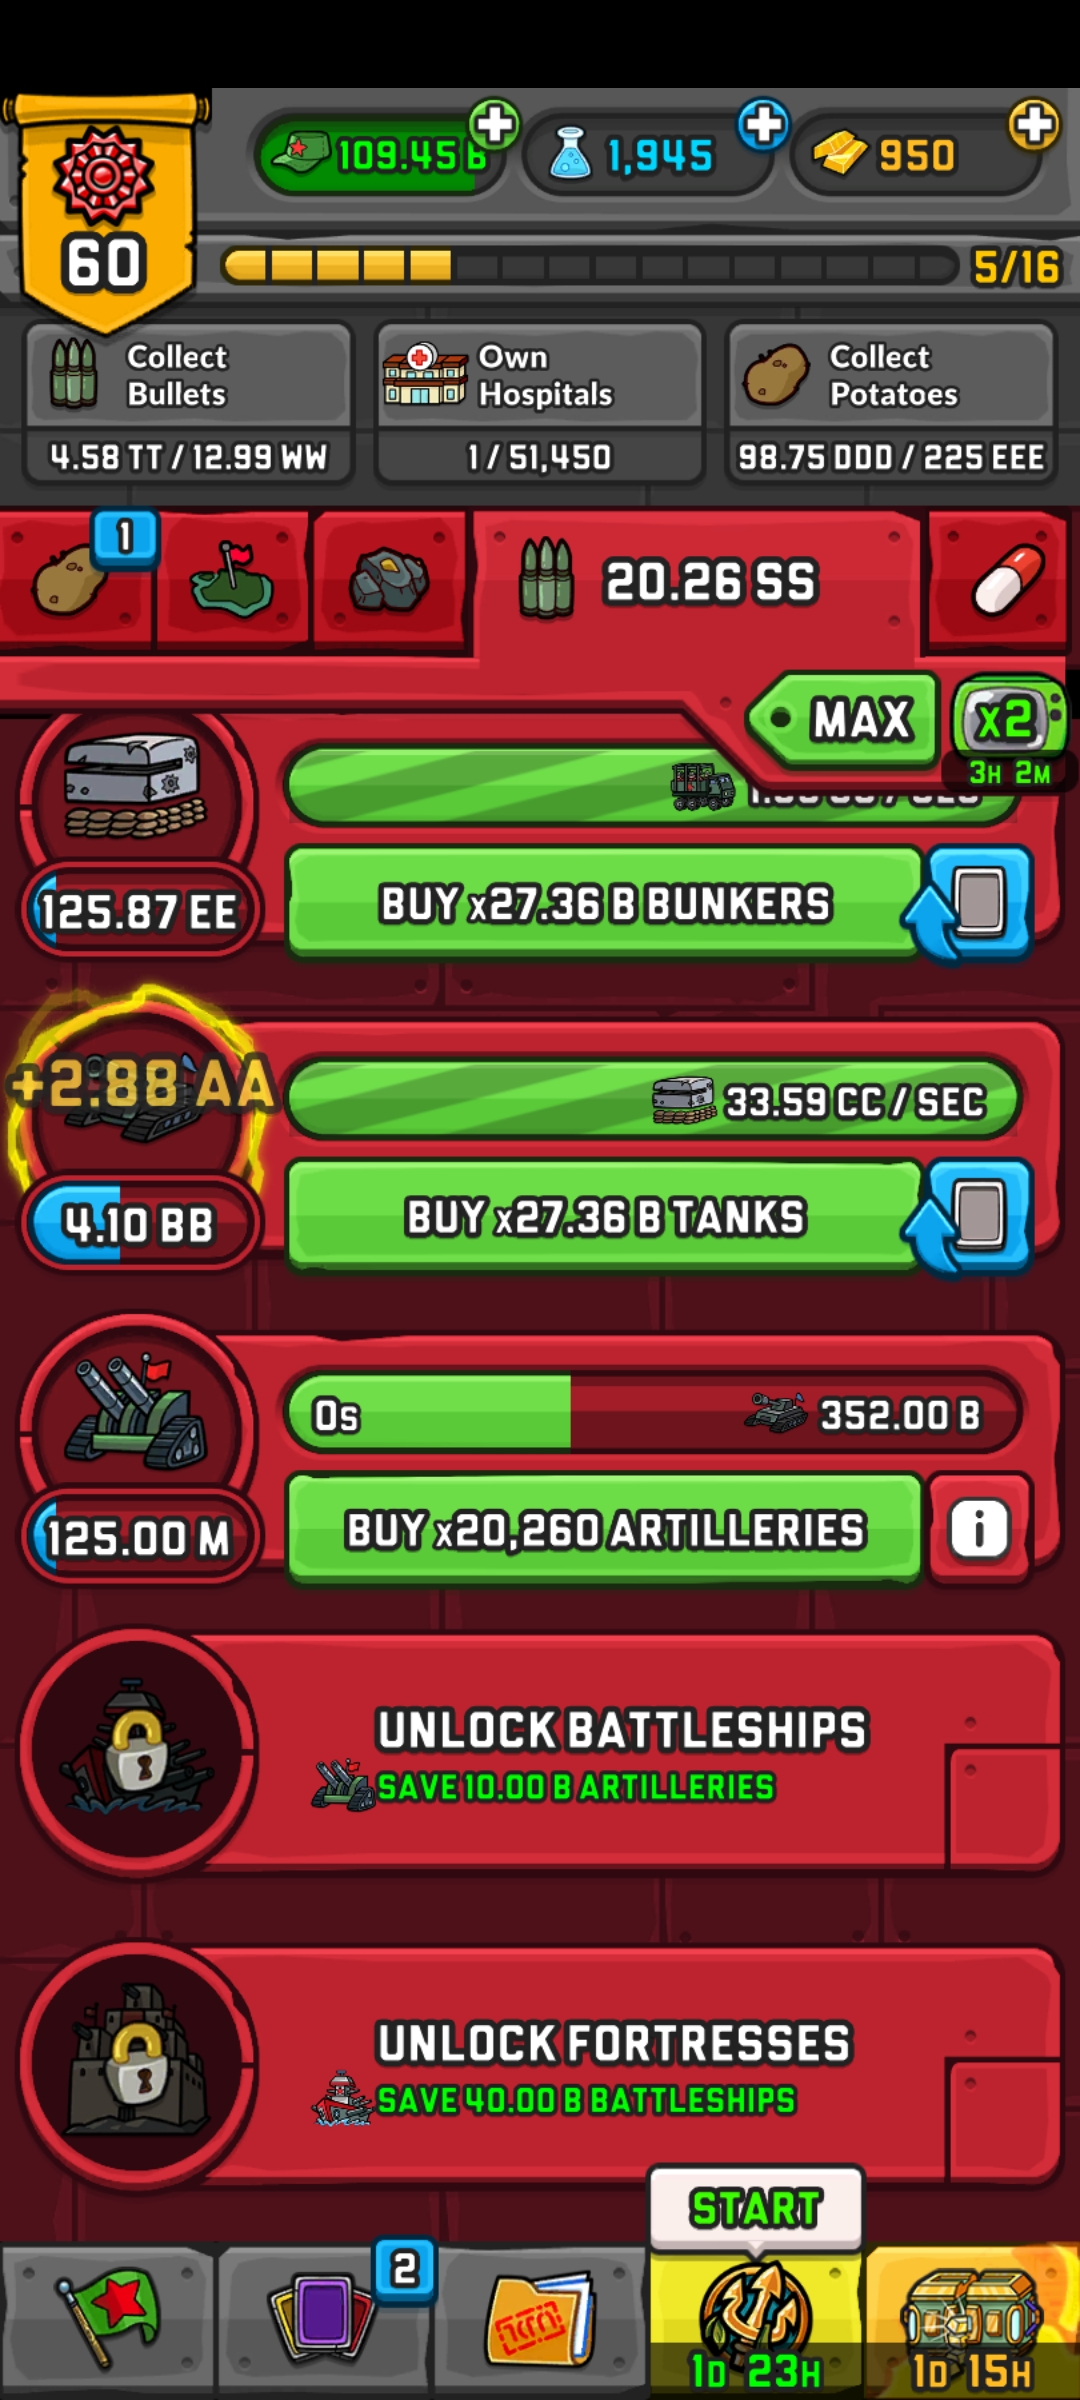 60
109.45 B
1,945
950
5/16
Collect
Bullets
4.58 TT / 12.99 WW
Own
Hospitals
1 / 51,450
Collect
Potatoes
98.75 DDD / 225 EEE
1
20.26 SS
MAX
x2
3H 2M
125.87 EE
BUY x27.36 B BUNKERS
+2.88 AA
33.59 CC / SEC
4.10 BB
BUY x27.36 B TANKS
0s
352.00 B
125.00 M
BUY x20,260 ARTILLERIES
i
UNLOCK BATTLESHIPS
SAVE 10.00 B ARTILLERIES
UNLOCK FORTRESSES
SAVE 40.00 B BATTLESHIPS
START
2
1D 23H
1D 15H